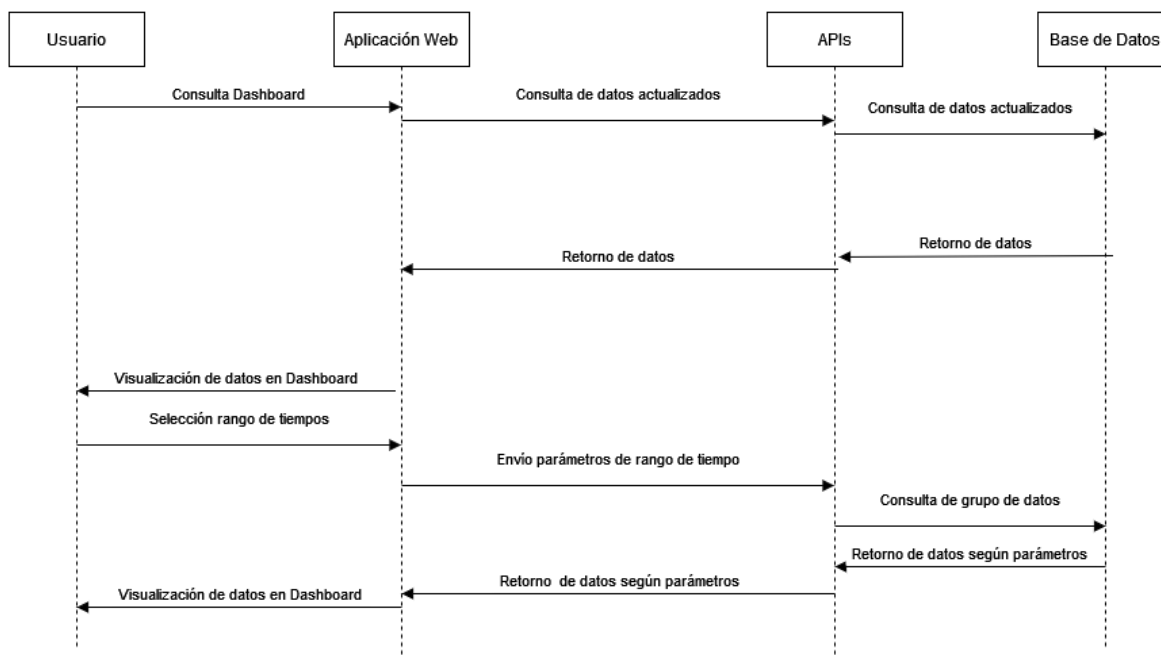 Usuario
Aplicación Web
APIs
Base de Datos
Consulta Dashboard
Consulta de datos actualizados
Consulta de datos actualizados
Retorno de datos
Retorno de datos
Visualización de datos en Dashboard
Selección rango de tiempos
Envío parámetros de rango de tiempo
Consulta de grupo de datos
Retorno de datos según parámetros
Retorno de datos según parámetros
Visualización de datos en Dashboard